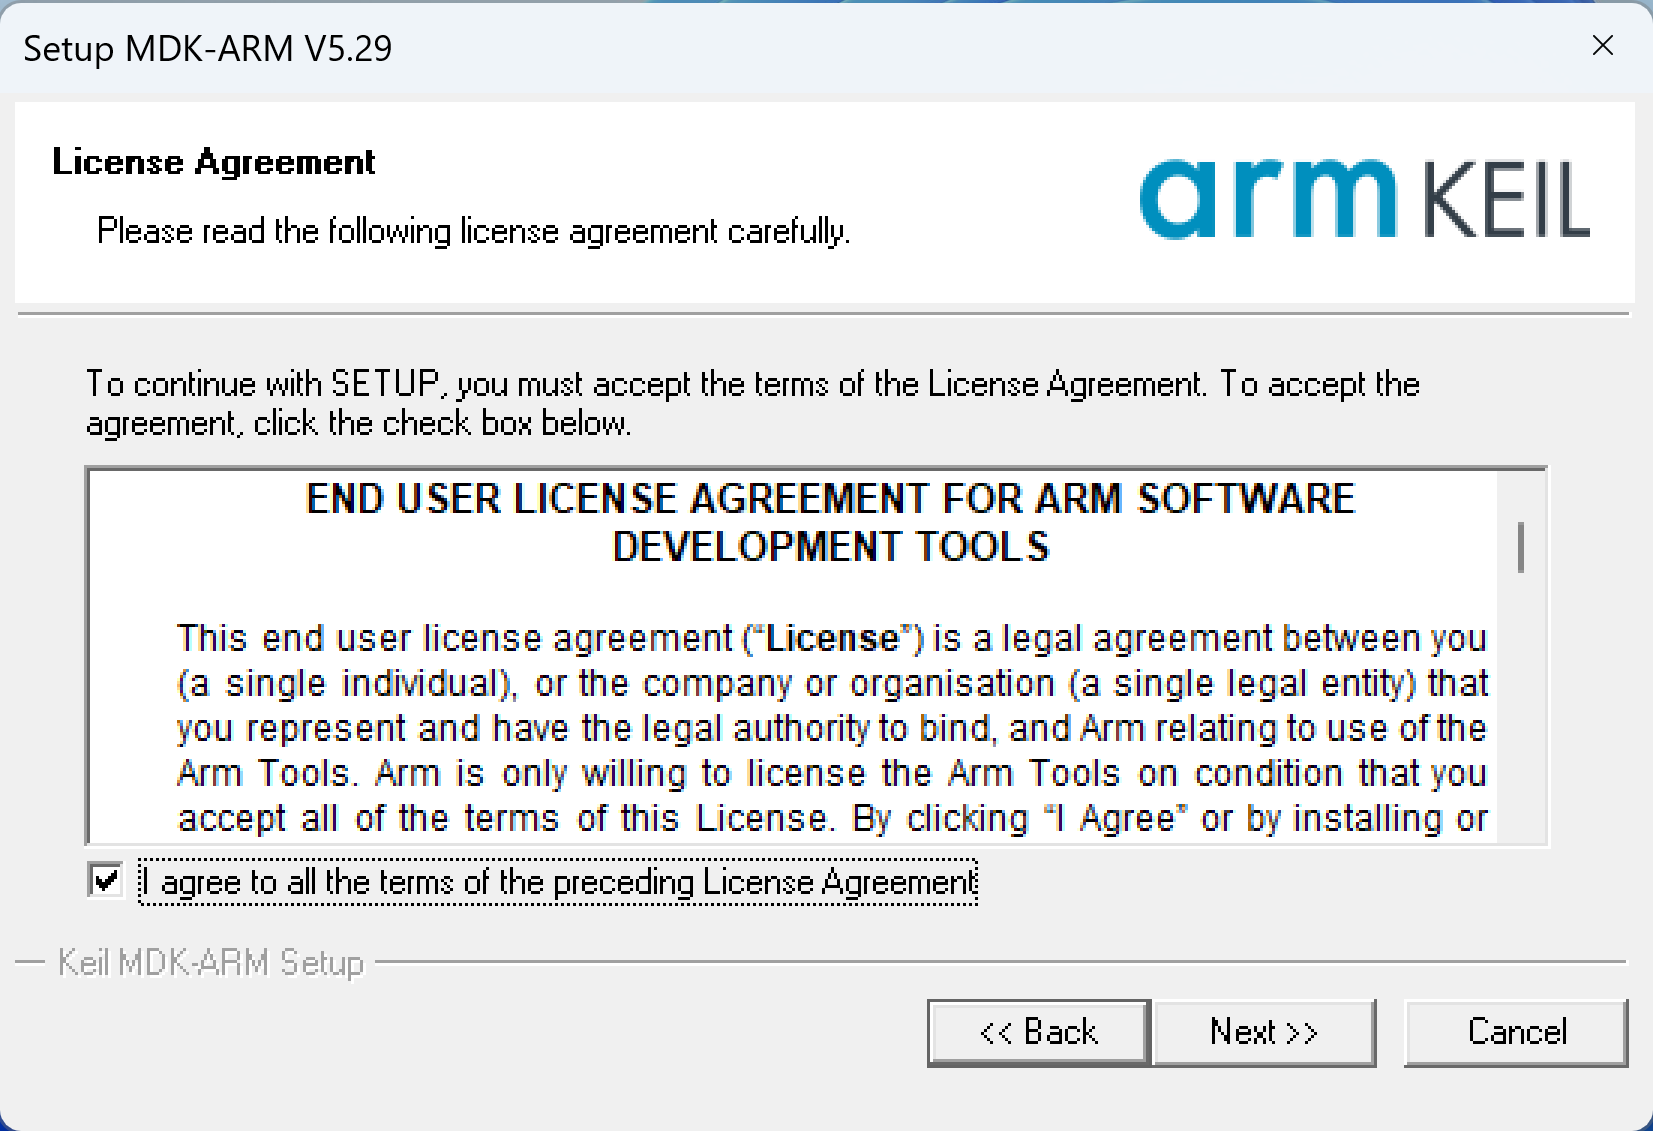 Setup MDK-ARM V5.29
License Agreement
Please read the following license agreement carefully.
arm KEIL
To continue with SETUP, you must accept the terms of the License Agreement. To accept the
agreement, click the check box below.
END USER LICENSE AGREEMENT FOR ARM SOFTWARE
DEVELOPMENT TOOLS
This end user license agreement (“License”) is a legal agreement between you
(a single individual), or the company or organisation (a single legal entity) that
you represent and have the legal authority to bind, and Arm relating to use of the
Arm Tools. Arm is only willing to license the Arm Tools on condition that you
accept all of the terms of this License. By clicking “I Agree” or by installing or
I agree to all the terms of the preceding License Agreement
Keil MDK-ARM Setup
<< Back
Next >>
Cancel